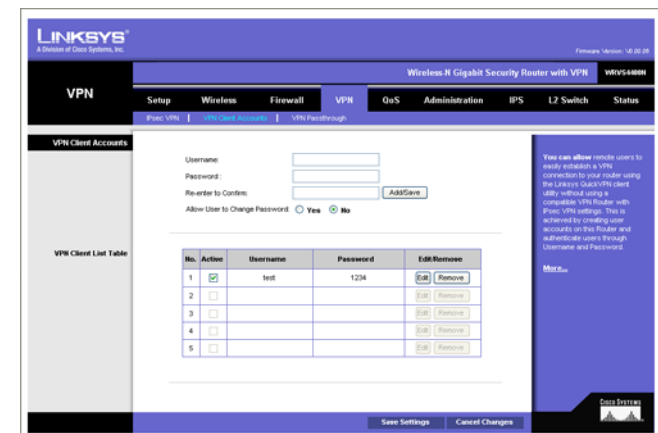 LINKSYS®
A Division of Cisco Systems, Inc.
Firmware Version: V0.00.06
Wireless-N Gigabit Security Router with VPN
WRVS4400N
VPN
Setup
Wireless
Firewall
VPN
QoS
Administration
IPS
L2 Switch
Status
IPsec VPN | VPN Client Accounts | VPN Passthrough
VPN Client Accounts
Username:
Password :
Re-enter to Confirm:
Add/Save
Allow User to Change Password: Yes No
You can allow remote users to
easily establish a VPN
connection to your router using
the Linksys QuickVPN client
utility without using a
compatible VPN Router with
IPsec VPN settings. This is
achieved by creating user
accounts on this Router and
authenticate users through
Username and Password.
More...
VPN Client List Table
No. Active Username Password Edit/Remove
1 test 1234 Edit Remove
2 Edit Remove
3 Edit Remove
4 Edit Remove
5 Edit Remove
Save Settings
Cancel Changes
CISCO SYSTEMS